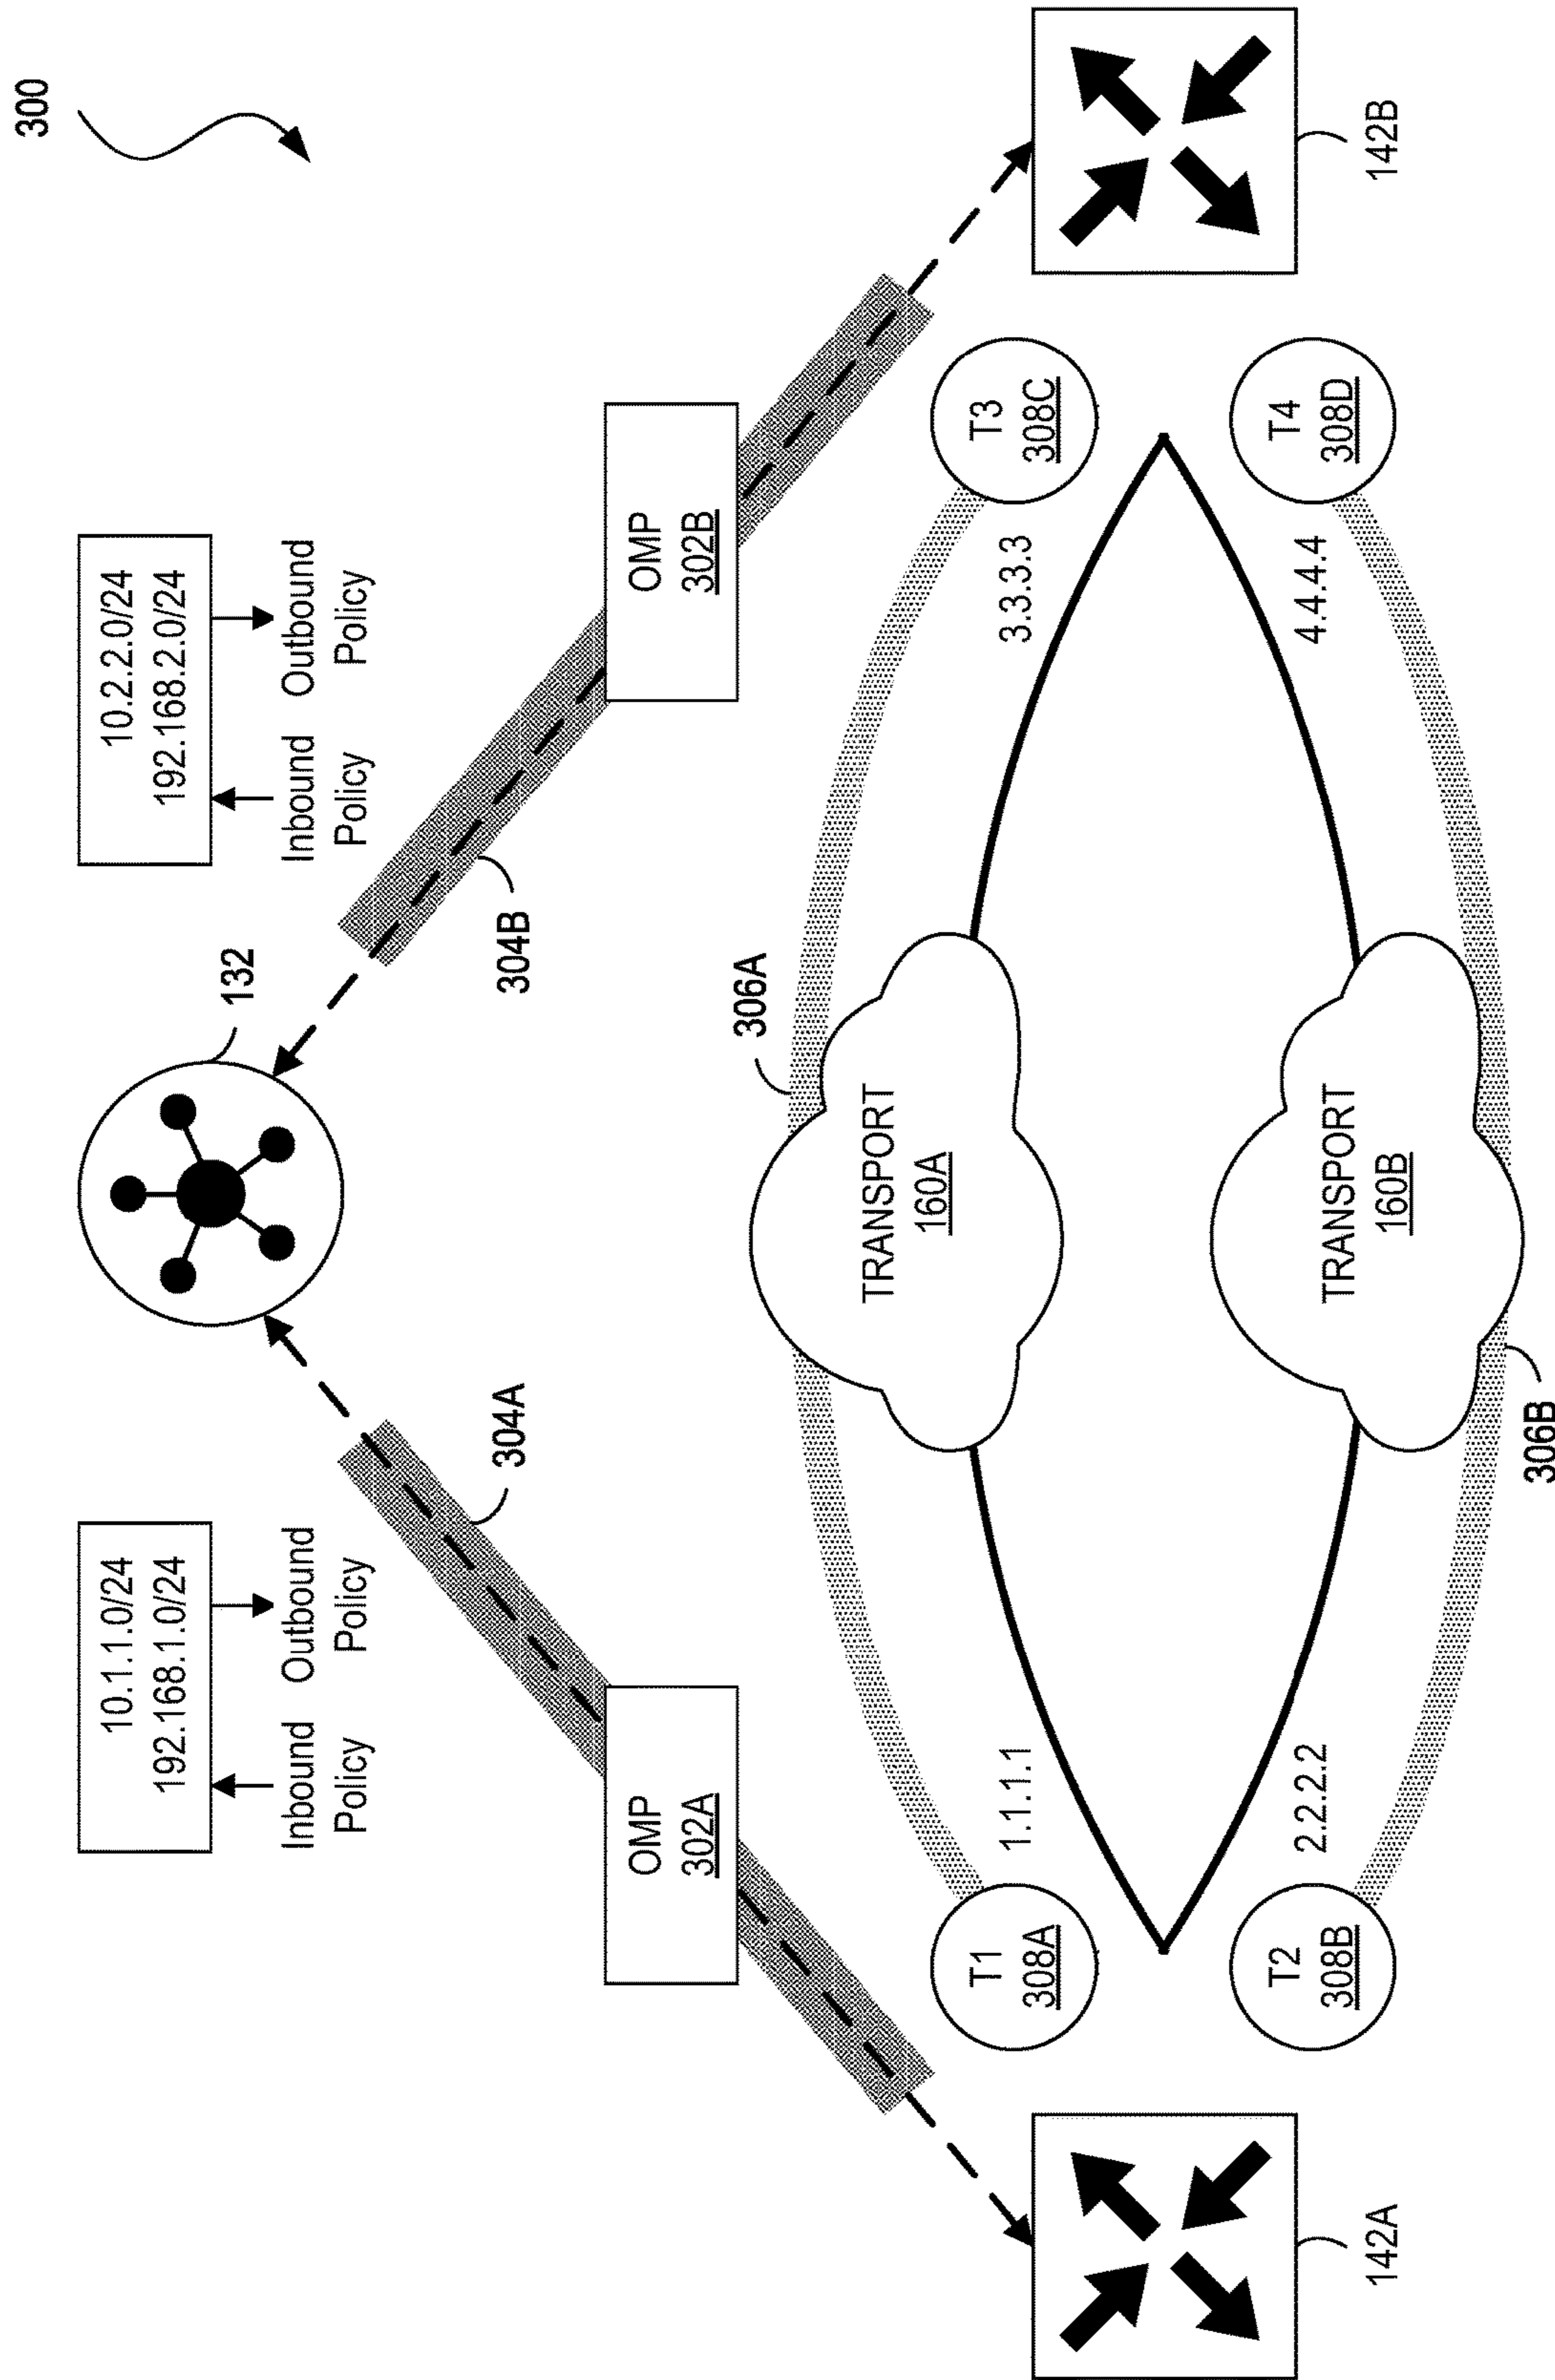 300
10.1.1.0/24
192.168.1.0/24
Inbound
Policy
Outbound
Policy
132
10.2.2.0/24
192.168.2.0/24
Inbound
Policy
Outbound
Policy
304A
304B
OMP
302A
OMP
302B
306A
TRANSPORT
160A
T1
308A
1.1.1.1
3.3.3.3
T3
308C
142A
142B
T2
308B
2.2.2.2
4.4.4.4
T4
308D
TRANSPORT
160B
306B